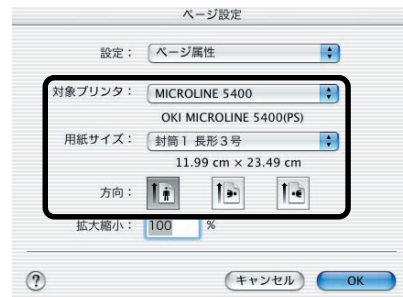 ページ設定
設定： ページ属性
対象プリンタ： MICROLINE 5400
OKI MICROLINE 5400(PS)
用紙サイズ： 封筒1 長形3号
11.99 cm × 23.49 cm
方向：
拡大縮小： 100 %
? キャンセル OK